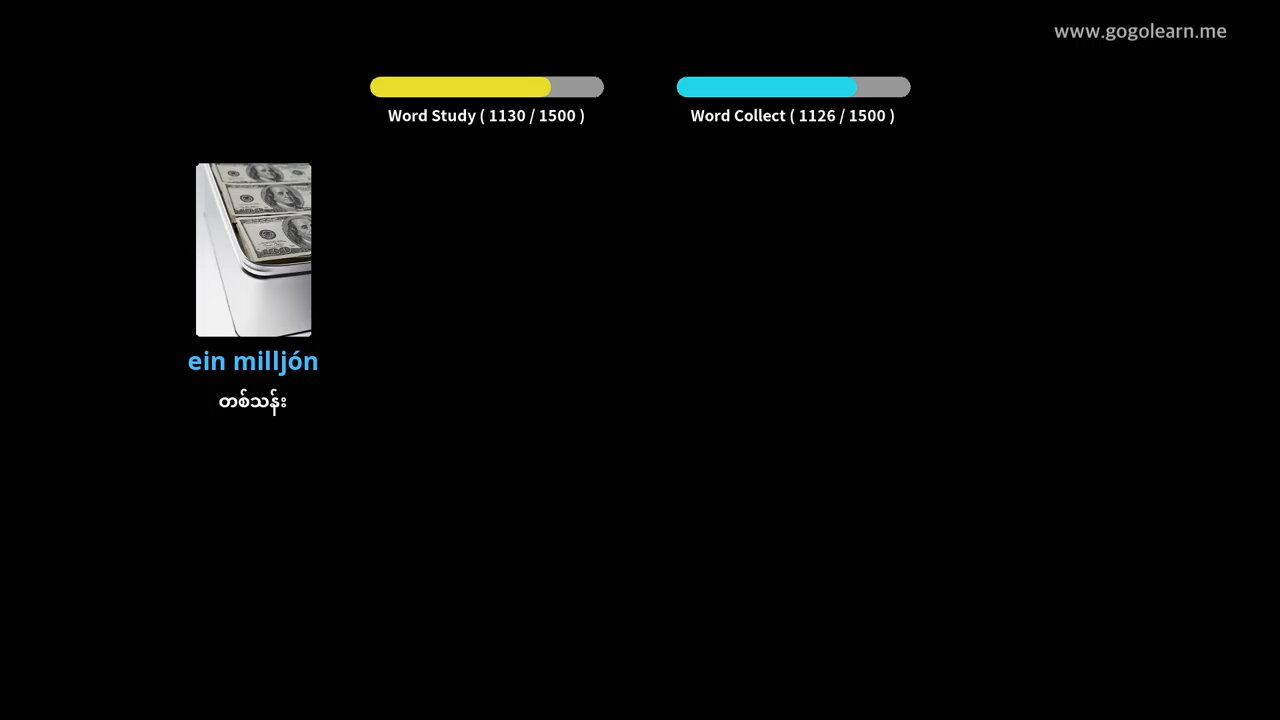 www.gogolearn.me
Word Study ( 1130 / 1500 )
Word Collect ( 1126 / 1500 )
ein milljón
တစ်သန်း